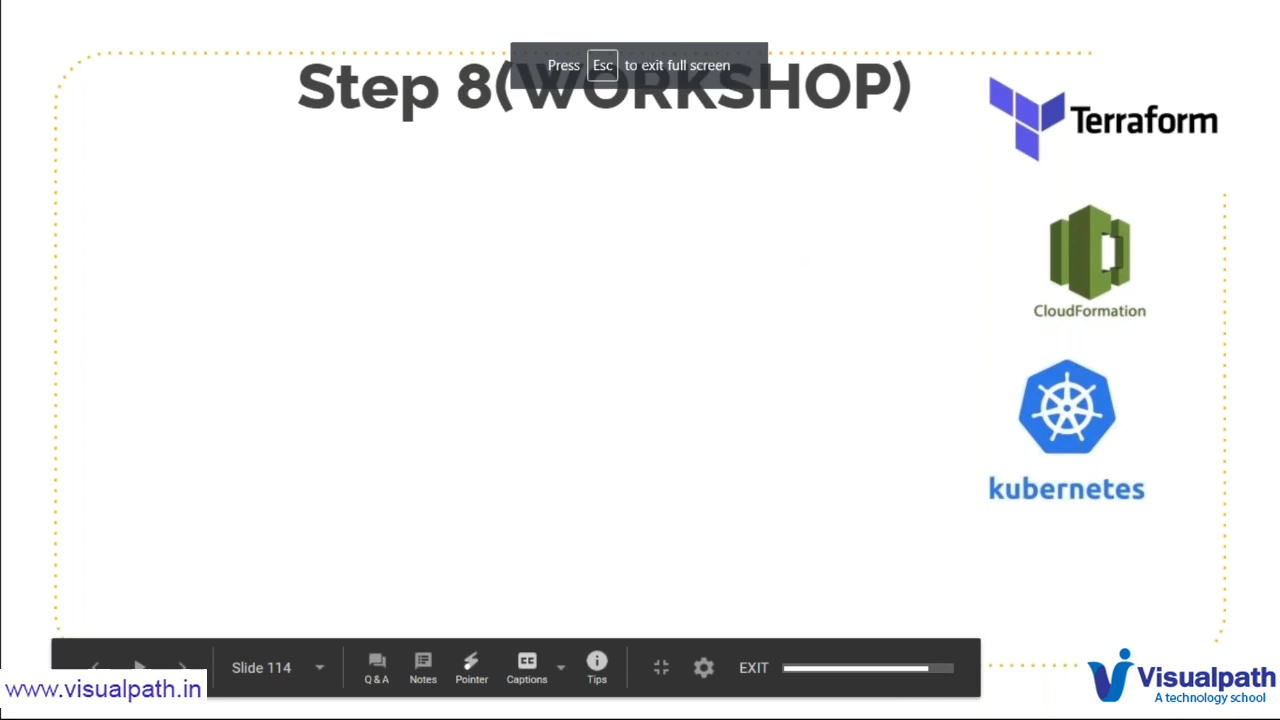 Press Esc to exit full screen
Step 8(WORKSHOP)
Terraform
CloudFormation
kubernetes
Slide 114
Q & A
Notes
Pointer
Captions
Tips
EXIT
www.visualpath.in
Visualpath
A technology school